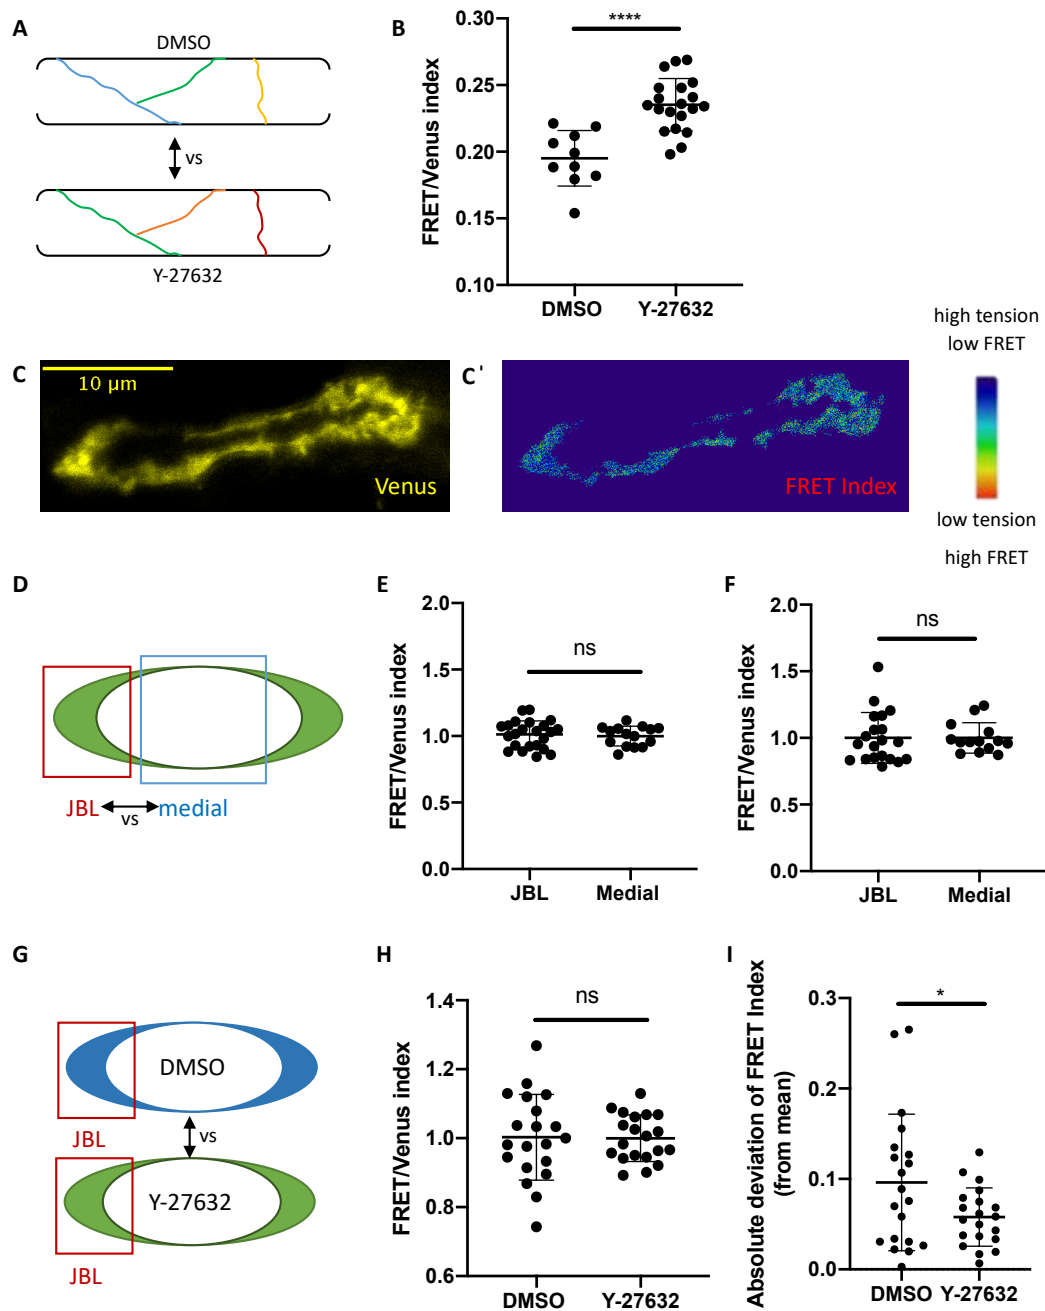 A
DMSO
vs
Y-27632
B
****
FRET/Venus index
0.30
0.25
0.20
0.15
0.10
DMSO
Y-27632
C
10 µm
Venus
C'
FRET Index
high tension
low FRET
low tension
high FRET
D
JBL
vs
medial
E
ns
FRET/Venus index
2.0
1.5
1.0
0.5
0.0
JBL
Medial
F
ns
FRET/Venus index
2.0
1.5
1.0
0.5
0.0
JBL
Medial
G
DMSO
JBL
vs
Y-27632
JBL
H
ns
FRET/Venus index
1.4
1.2
1.0
0.8
0.6
DMSO
Y-27632
I
*
Absolute deviation of FRET Index
(from mean)
0.3
0.2
0.1
0.0
DMSO
Y-27632